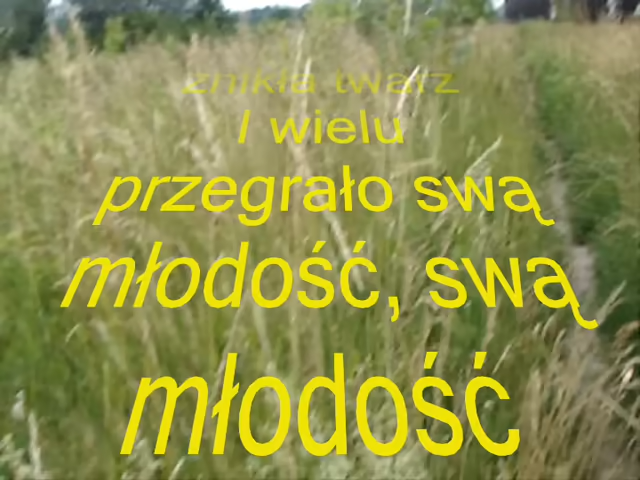 znikła twarz
I wielu
przegrało swą
młodość, swą
młodość